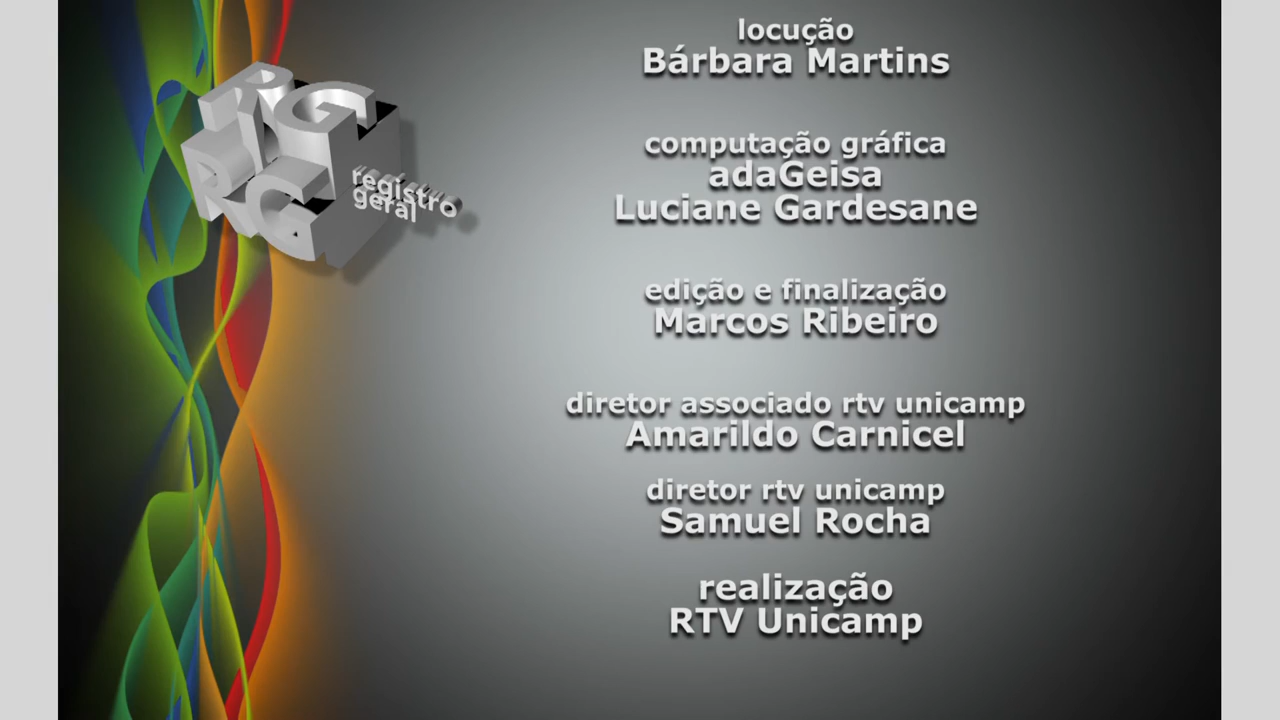 RG
RG
registro
geral
locução
Bárbara Martins
computação gráfica
adaGeisa
Luciane Gardesane
edição e finalização
Marcos Ribeiro
diretor associado rtv unicamp
Amarildo Carnicel
diretor rtv unicamp
Samuel Rocha
realização
RTV Unicamp